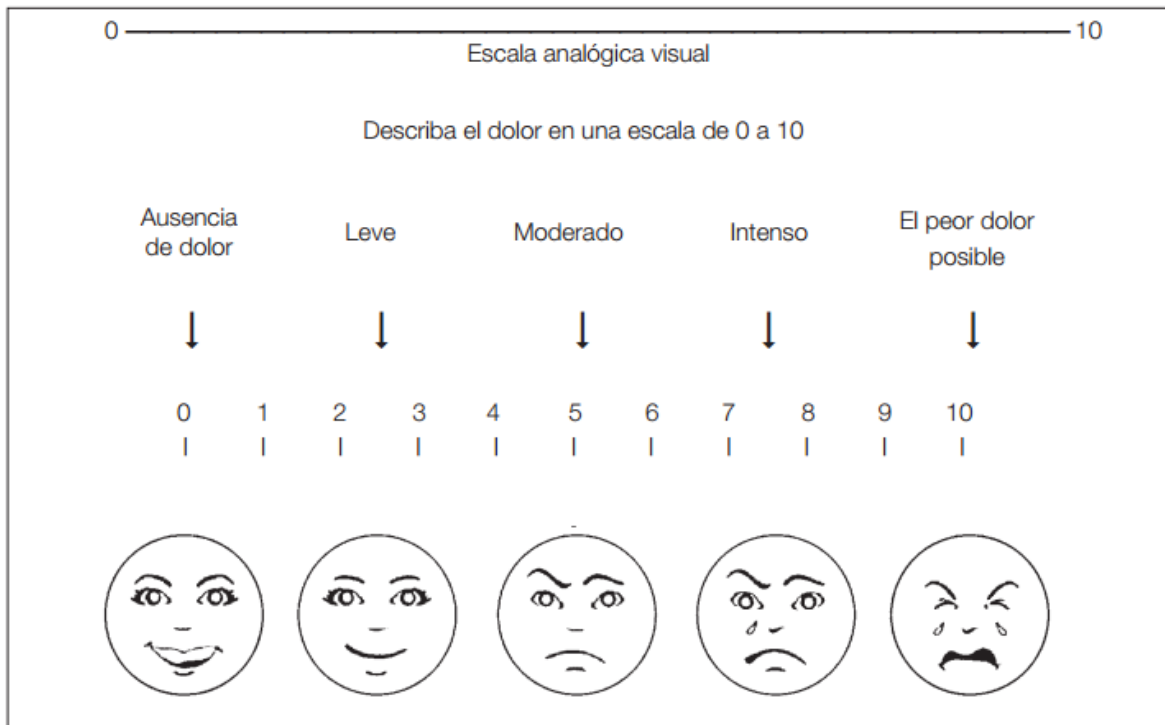 0 10
Escala analógica visual
Describa el dolor en una escala de 0 a 10
Ausencia
de dolor
Leve
Moderado
Intenso
El peor dolor
posible
0 1 2 3 4 5 6 7 8 9 10